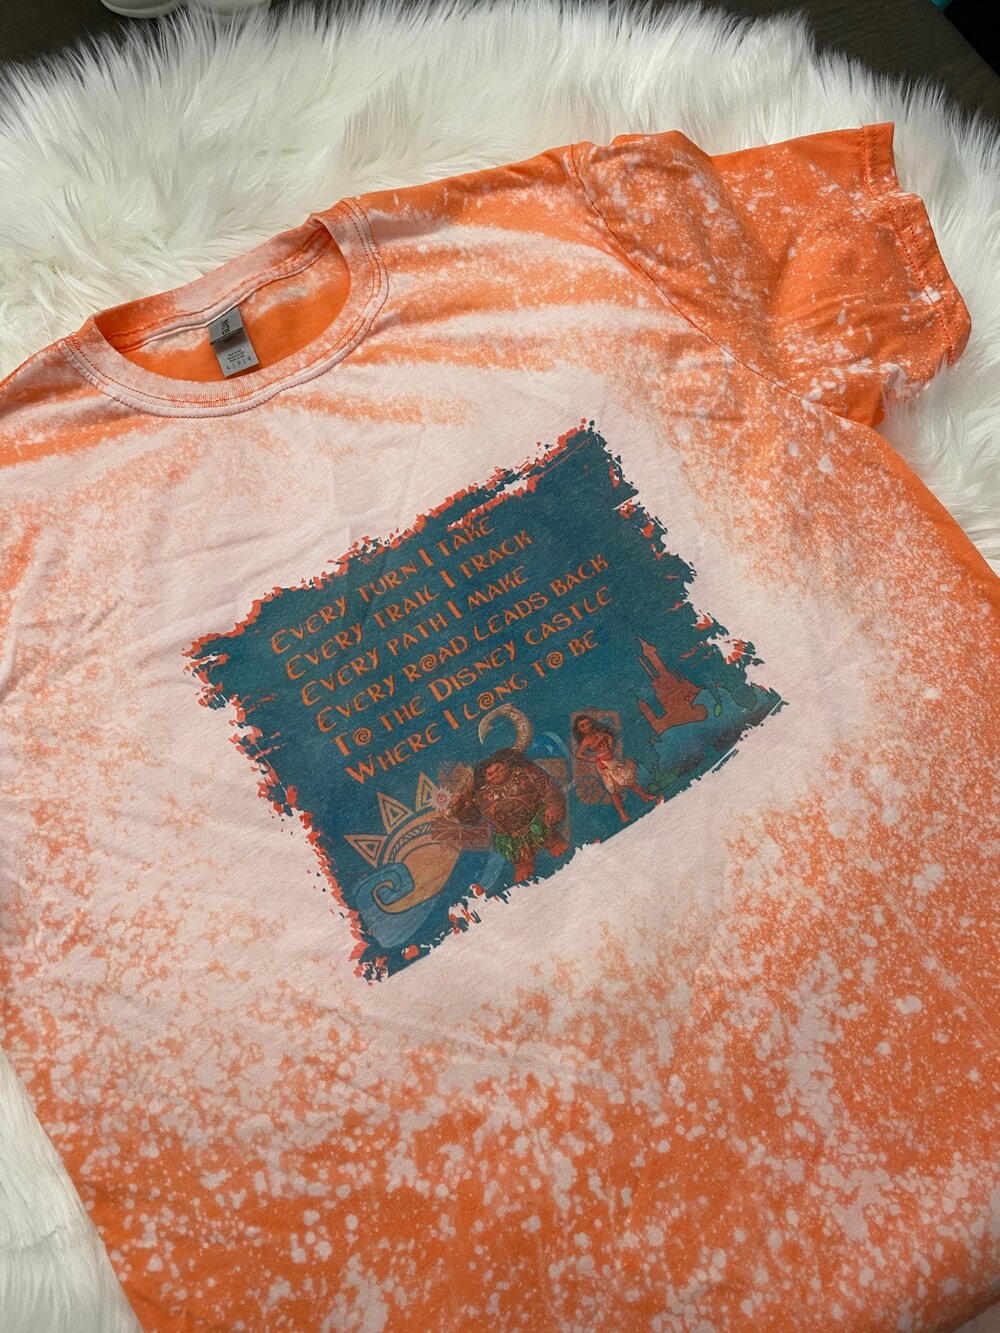 Every turn I take
Every trail I track
Every path I make
Every road leads back
To the Disney castle
Where I long to be